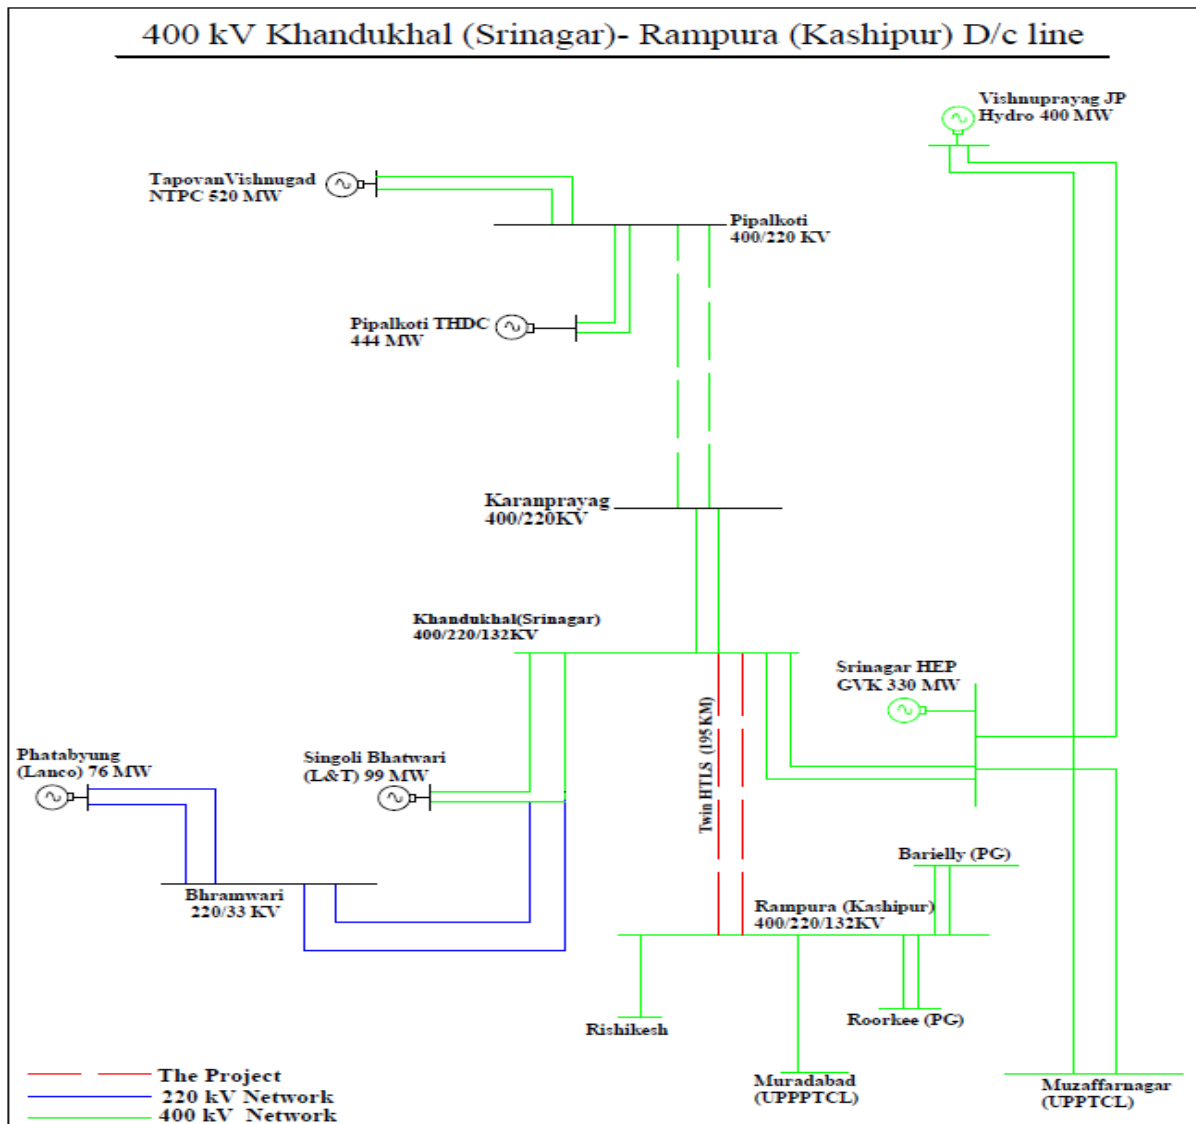 400 kV Khandukhal (Srinagar)- Rampura (Kashipur) D/c line
Vishnuprayag JP
Hydro 400 MW
TapovanVishnugad
NTPC 520 MW
Pipalkoti
400/220 KV
Pipalkoti THDC
444 MW
Karanprayag
400/220KV
Khandukhal(Srinagar)
400/220/132KV
Srinagar HEP
GVK 330 MW
Twin HTLS (195 KM)
Phatabyung
(Lanco) 76 MW
Singoli Bhatwari
(L&T) 99 MW
Barielly (PG)
Bhramwari
220/33 KV
Rampura (Kashipur)
400/220/132KV
Rishikesh
Roorkee (PG)
Muradabad
(UPPPTCL)
Muzaffarnagar
(UPPTCL)
The Project
220 kV Network
400 kV Network